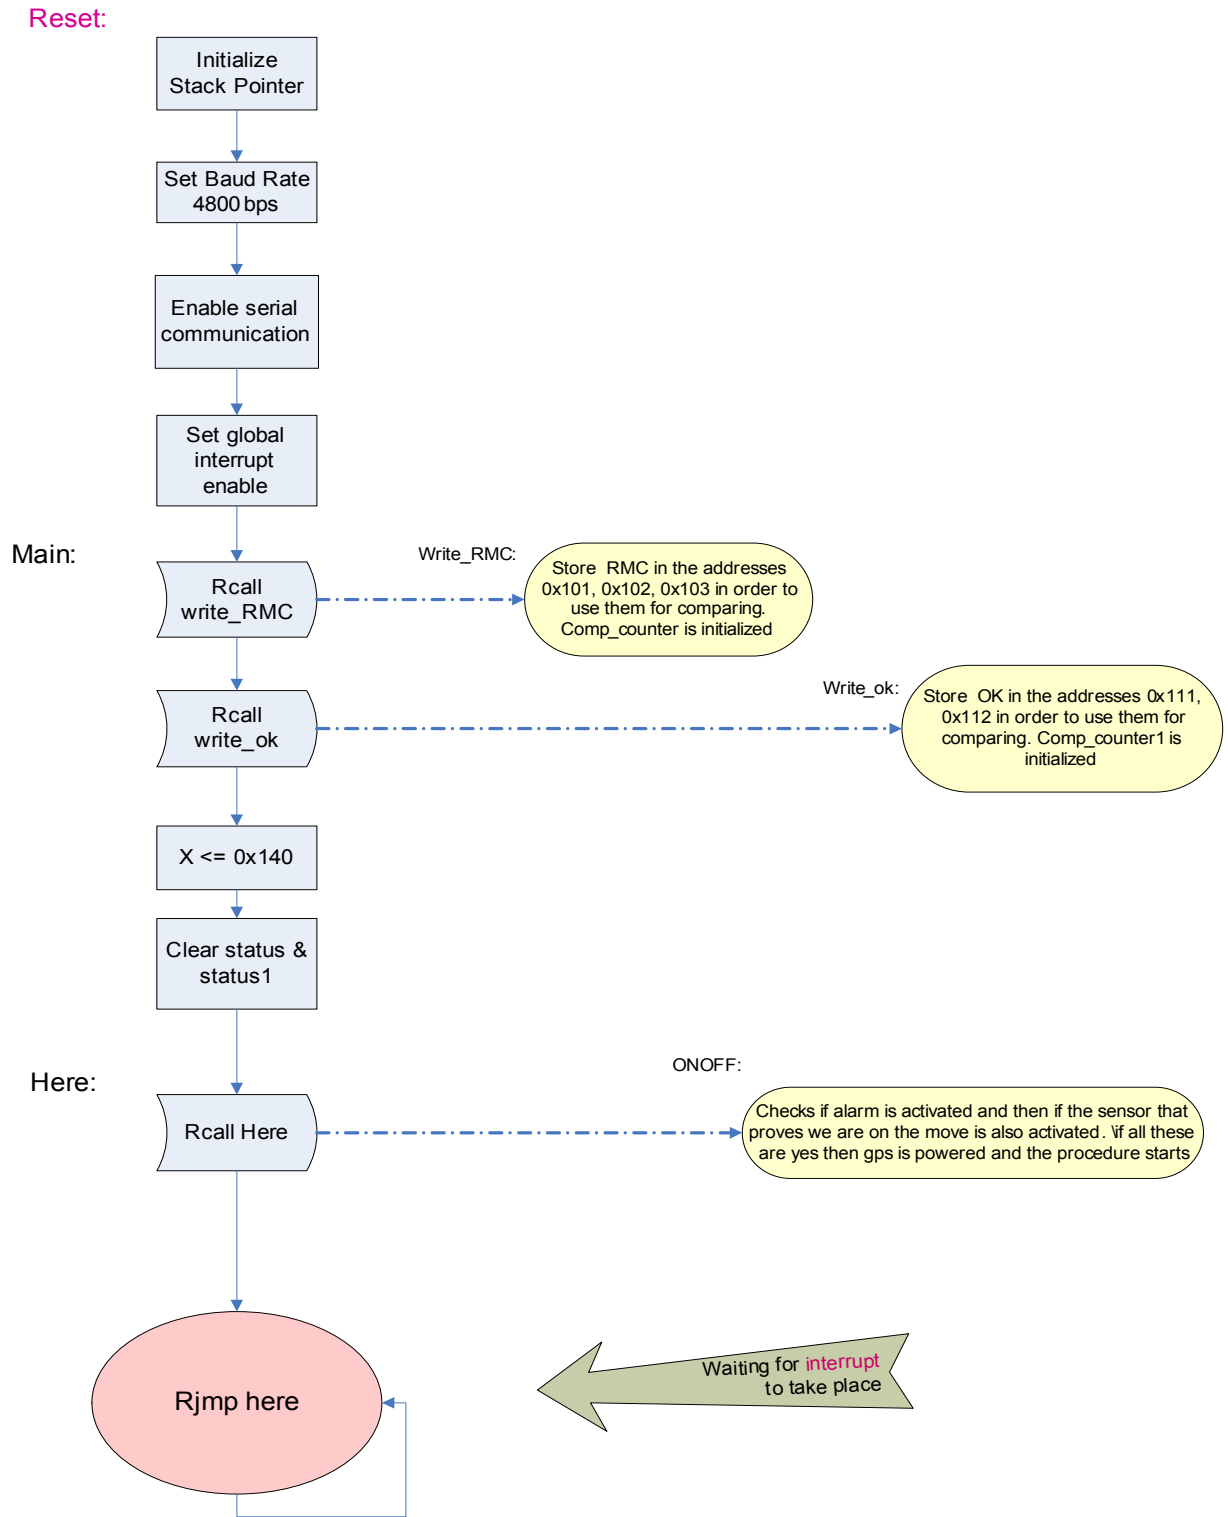 Reset:
Initialize
Stack Pointer
Set Baud Rate
4800 bps
Enable serial
communication
Set global
interrupt
enable
Main:
Rcall
write_RMC
Write_RMC:
Store RMC in the addresses
0x101, 0x102, 0x103 in order to
use them for comparing.
Comp_counter is initialized
Rcall
write_ok
Write_ok:
Store OK in the addresses 0x111,
0x112 in order to use them for
comparing. Comp_counter1 is
initialized
X <= 0x140
Clear status &
status1
Here:
Rcall Here
ONOFF:
Checks if alarm is activated and then if the sensor that
proves we are on the move is also activated. \if all these
are yes then gps is powered and the procedure starts
Rjmp here
Waiting for interrupt
to take place